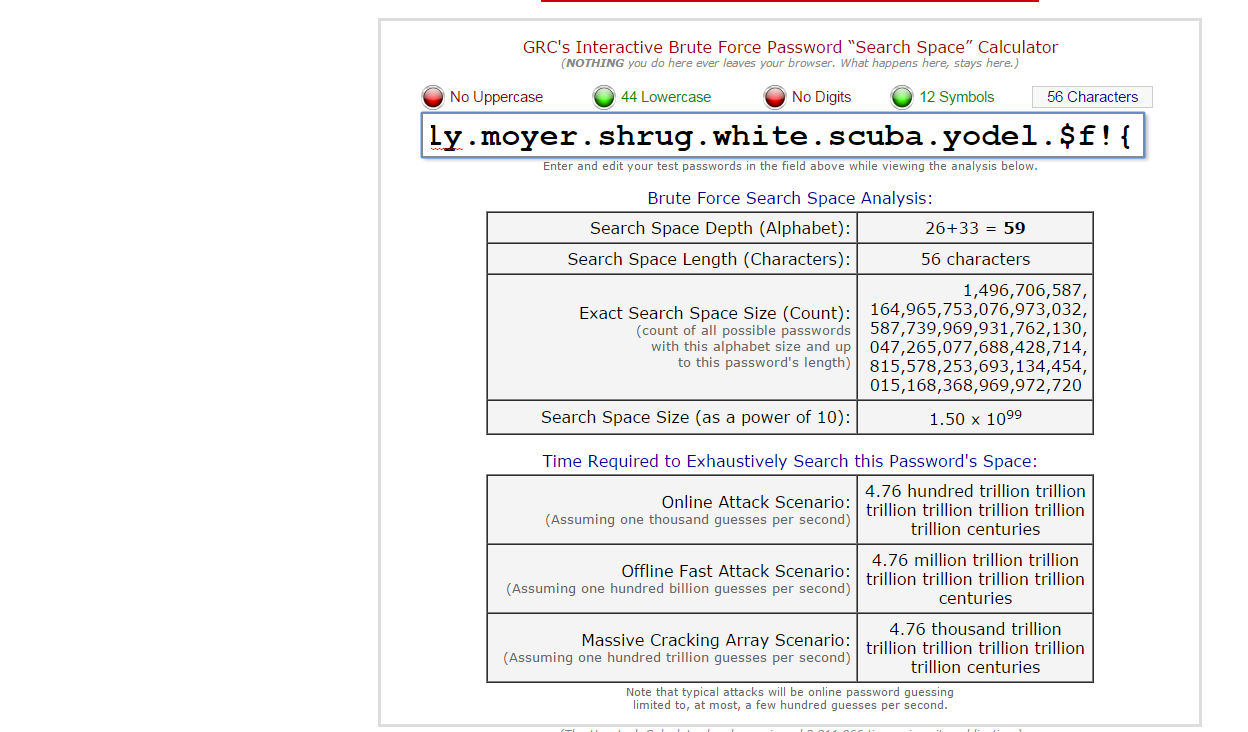 GRC's Interactive Brute Force Password “Search Space” Calculator
(NOTHING you do here ever leaves your browser. What happens here, stays here.)
No Uppercase 44 Lowercase No Digits 12 Symbols 56 Characters
ly.moyer.shrug.white.scuba.yodel.$f!{
Enter and edit your test passwords in the field above while viewing the analysis below.
Brute Force Search Space Analysis:
Search Space Depth (Alphabet): 26+33 = 59
Search Space Length (Characters): 56 characters
Exact Search Space Size (Count):
(count of all possible passwords
with this alphabet size and up
to this password's length)
1,496,706,587,
164,965,753,076,973,032,
587,739,969,931,762,130,
047,265,077,688,428,714,
815,578,253,693,134,454,
015,168,368,969,972,720
Search Space Size (as a power of 10): 1.50 x 10⁹⁹
Time Required to Exhaustively Search this Password's Space:
Online Attack Scenario:
(Assuming one thousand guesses per second)
4.76 hundred trillion trillion
trillion trillion trillion trillion
trillion centuries
Offline Fast Attack Scenario:
(Assuming one hundred billion guesses per second)
4.76 million trillion trillion
trillion trillion trillion trillion
centuries
Massive Cracking Array Scenario:
(Assuming one hundred trillion guesses per second)
4.76 thousand trillion
trillion trillion trillion trillion
trillion centuries
Note that typical attacks will be online password guessing
limited to, at most, a few hundred guesses per second.